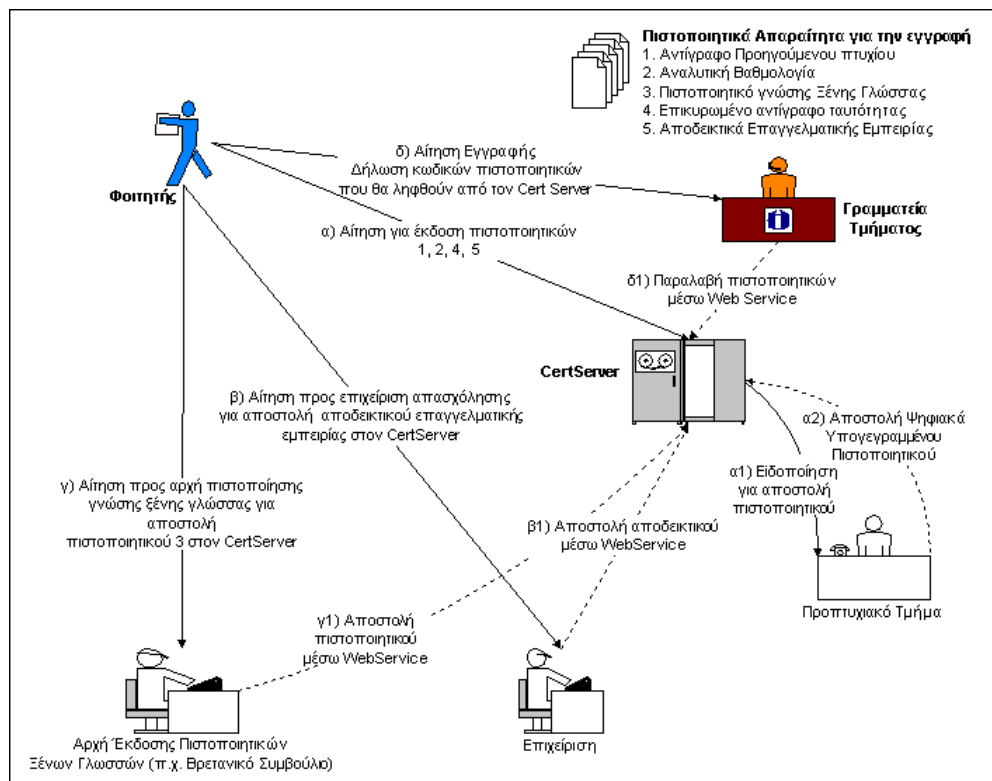 Πιστοποιητικά Απαραίτητα για την εγγραφή
1. Αντίγραφο Προηγούμενου πτυχίου
2. Αναλυτική Βαθμολογία
3. Πιστοποιητικό γνώσης Ξένης Γλώσσας
4. Επικυρωμένο αντίγραφο ταυτότητας
5. Αποδεικτικά Επαγγελματικής Εμπειρίας
Φοιτητής
δ) Αίτηση Εγγραφής
Δήλωση κωδικών πιστοποιητικών
που θα ληφθούν από τον Cert Server
Γραμματεία
Τμήματος
α) Αίτηση για έκδοση πιστοποιητικών
1, 2, 4, 5
δ1) Παραλαβή πιστοποιητικών
μέσω Web Service
CertServer
β) Αίτηση προς επιχείριση απασχόλησης
για αποστολή αποδεικτικού επαγγελματικής
εμπειρίας στον CertServer
α2) Αποστολή Ψηφιακά
Υπογεγραμμένου
Πιστοποιητικού
α1) Ειδοποίηση
για αποστολή
πιστοποιητικού
γ) Αίτηση προς αρχή πιστοποίησης
γνώσης ξένης γλώσσας για
αποστολή
πιστοποιητικού 3 στον CertServer
β1) Αποστολή αποδεικτικού
μέσω WebService
Προπτυχιακό Τμήμα
γ1) Αποστολή
πιστοποιητικού
μέσω WebService
Αρχή Έκδοσης Πιστοποιητικών
Ξένων Γλωσσών (π.χ. Βρετανικό Συμβούλιο)
Επιχείριση